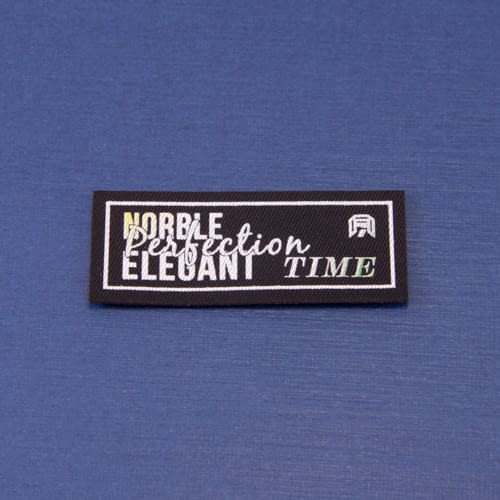 NORBLE
Perfection
ELEGANT
TIME